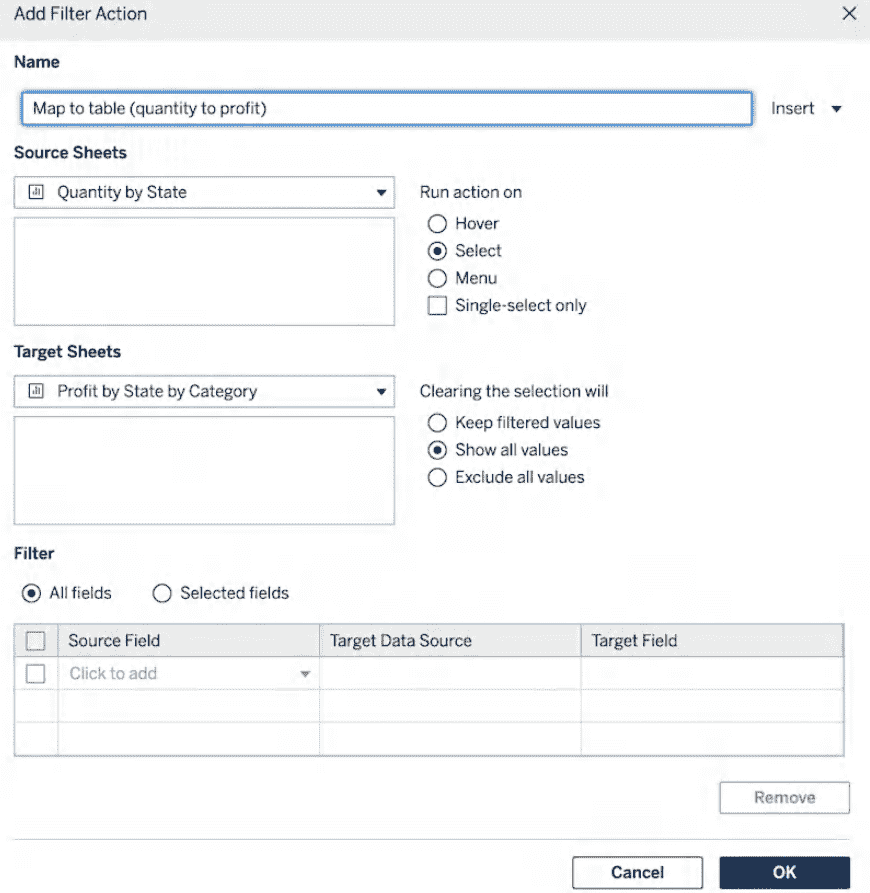 Add Filter Action
Name
Map to table (quantity to profit)
Insert
Source Sheets
Quantity by State
Run action on
Hover
Select
Menu
Single-select only
Target Sheets
Profit by State by Category
Clearing the selection will
Keep filtered values
Show all values
Exclude all values
Filter
All fields
Selected fields
Source Field
Target Data Source
Target Field
Click to add
Remove
Cancel
OK